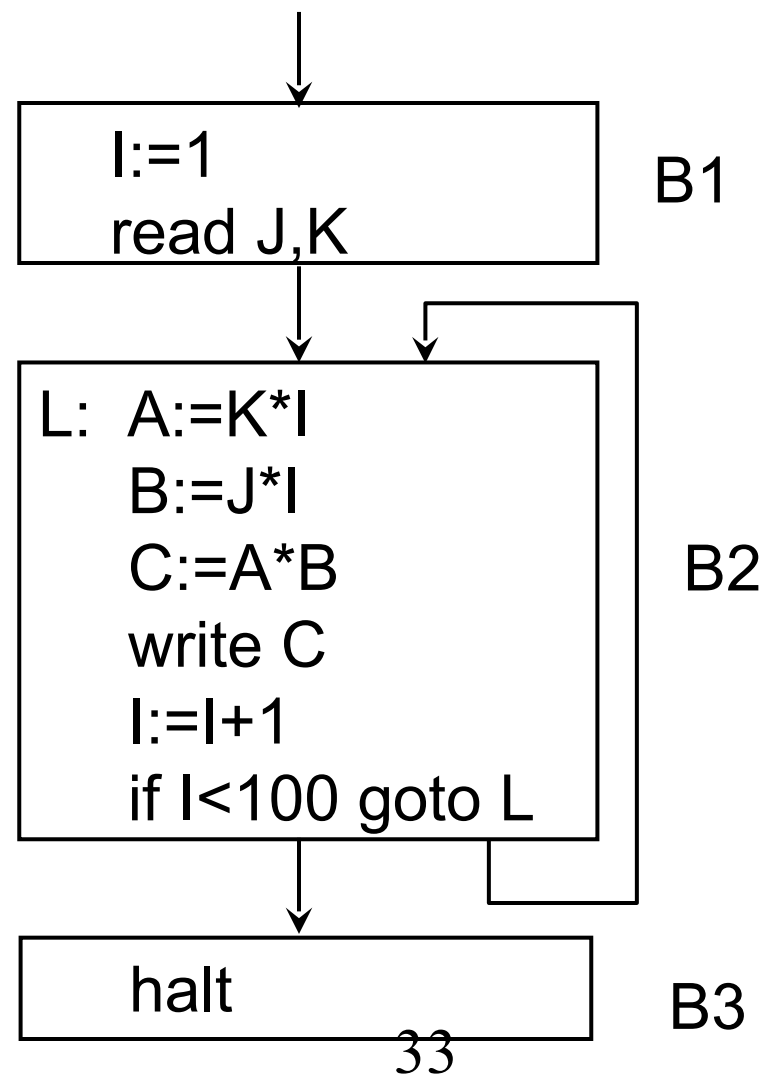 I:=1
read J,K
B1
L: A:=K*I
B:=J*I
C:=A*B
write C
I:=I+1
if I<100 goto L
B2
halt
B3
33